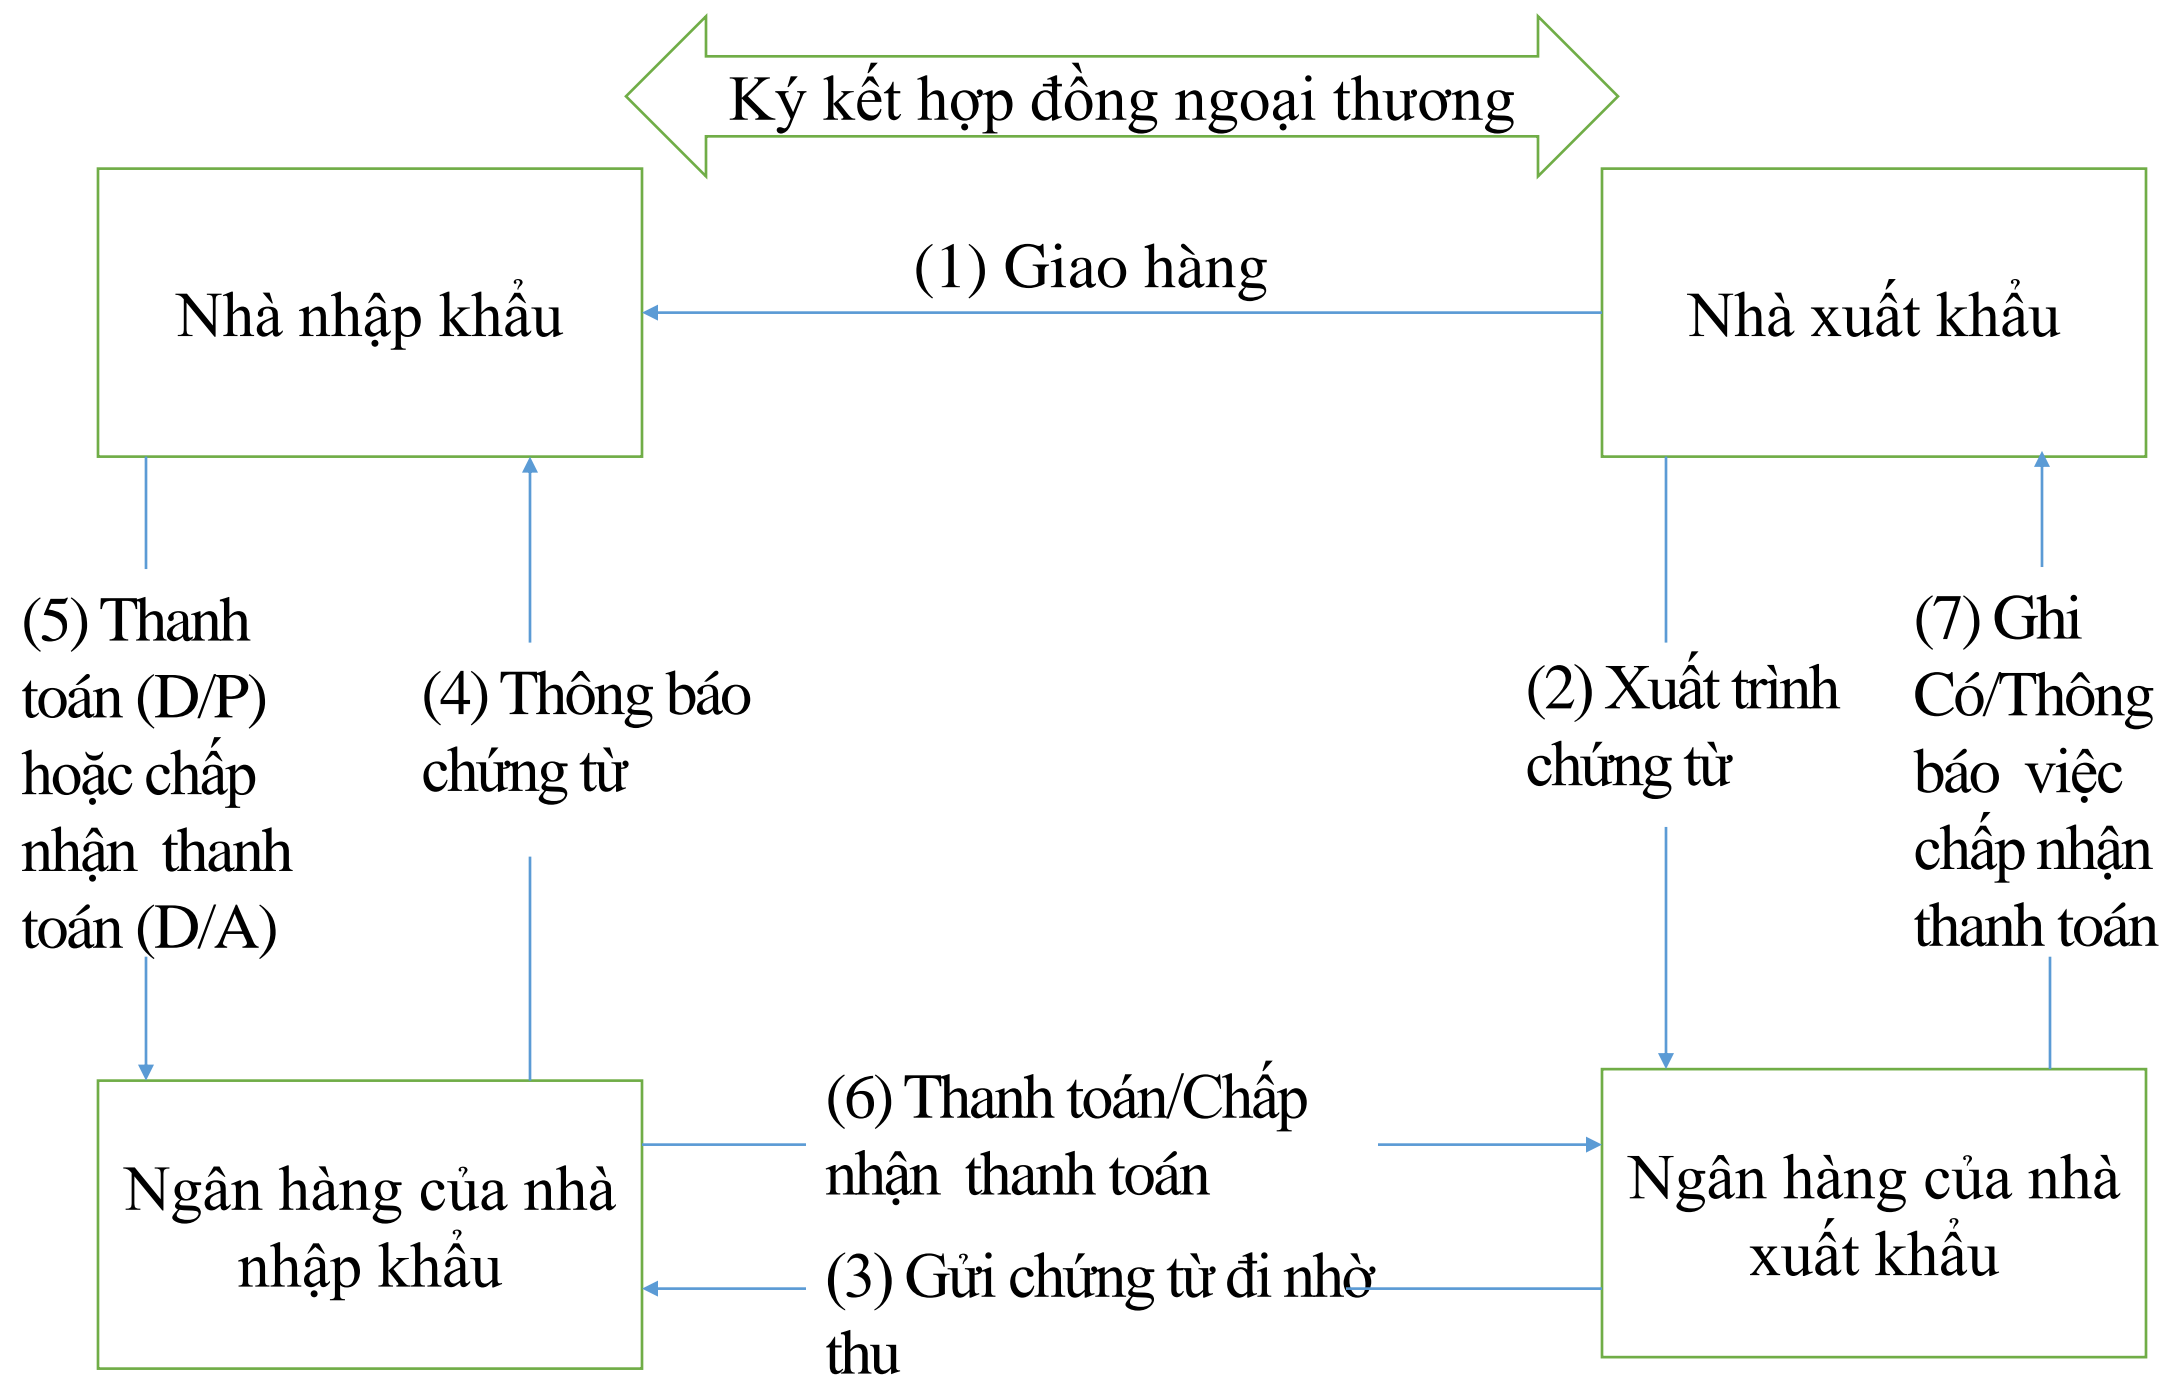 Ký kết hợp đồng ngoại thương
(1) Giao hàng
Nhà nhập khẩu
Nhà xuất khẩu
(5) Thanh
toán (D/P)
hoặc chấp
nhận thanh
toán (D/A)
(4) Thông báo
chứng từ
(2) Xuất trình
chứng từ
(7) Ghi
Có/Thông
báo việc
chấp nhận
thanh toán
(6) Thanh toán/Chấp
nhận thanh toán
(3) Gửi chứng từ đi nhờ
thu
Ngân hàng của nhà
nhập khẩu
Ngân hàng của nhà
xuất khẩu